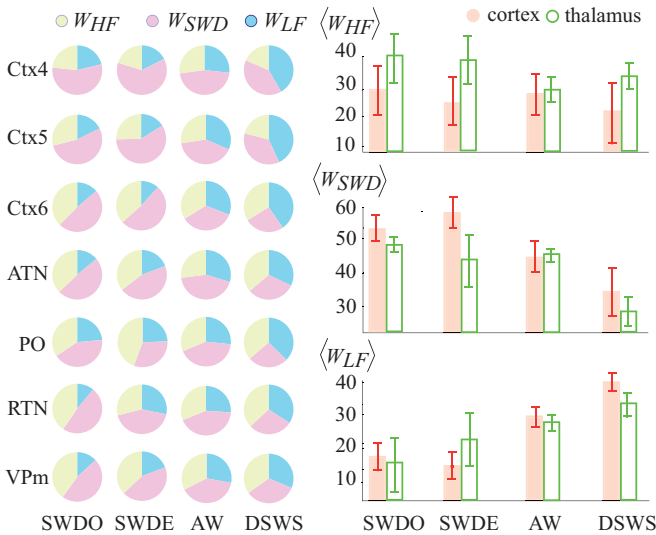 W_HF W_SWD W_LF
Ctx4
Ctx5
Ctx6
ATN
PO
RTN
VPm
SWDO SWDE AW DSWS
cortex thalamus
⟨W_HF⟩
40
30
20
10
⟨W_SWD⟩
60
50
40
30
⟨W_LF⟩
40
30
20
10
SWDO SWDE AW DSWS